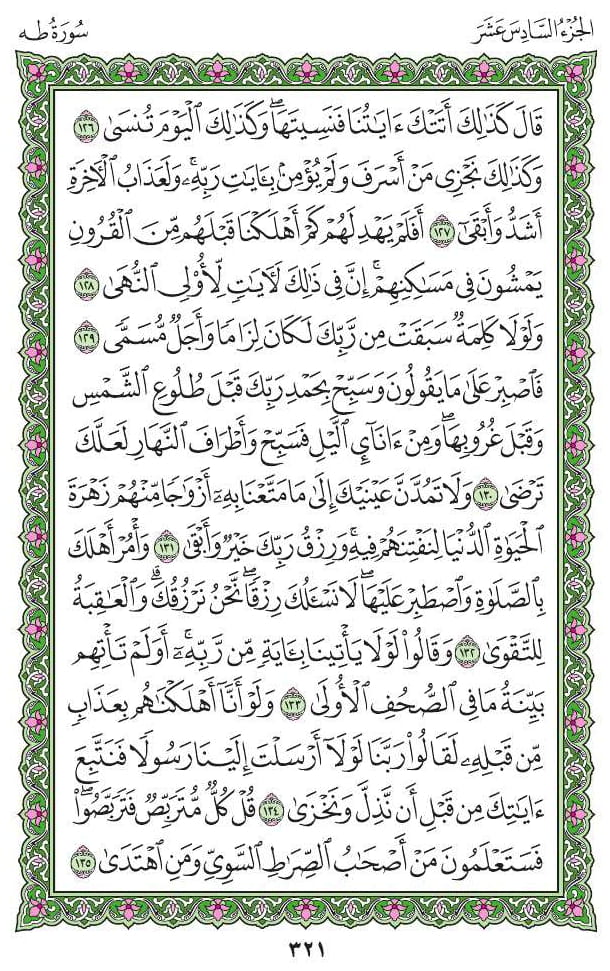 الجُزْءُ السَّادِسَ عَشَرَ
سُورَةُ طه
قَالَ كَذَٰلِكَ أَتَتْكَ ءَايَـٰتُنَا فَنَسِيتَهَا ۖ وَكَذَٰلِكَ ٱلْيَوْمَ تُنسَىٰ ١٢٦
وَكَذَٰلِكَ نَجْزِى مَنْ أَسْرَفَ وَلَمْ يُؤْمِنۢ بِـَٔايَـٰتِ رَبِّهِۦ ۚ وَلَعَذَابُ ٱلْـَٔاخِرَةِ
أَشَدُّ وَأَبْقَىٰٓ ١٢٧ أَفَلَمْ يَهْدِ لَهُمْ كَمْ أَهْلَكْنَا قَبْلَهُم مِّنَ ٱلْقُرُونِ
يَمْشُونَ فِى مَسَـٰكِنِهِمْ ۗ إِنَّ فِى ذَٰلِكَ لَـَٔايَـٰتٍ لِّأُو۟لِى ٱلنُّهَىٰ ١٢٨
وَلَوْلَا كَلِمَةٌ سَبَقَتْ مِن رَّبِّكَ لَكَانَ لِزَامًا وَأَجَلٌ مُّسَمًّى ١٢٩
فَٱصْبِرْ عَلَىٰ مَا يَقُولُونَ وَسَبِّحْ بِحَمْدِ رَبِّكَ قَبْلَ طُلُوعِ ٱلشَّمْسِ
وَقَبْلَ غُرُوبِهَا ۖ وَمِنْ ءَانَآئِ ٱلَّيْلِ فَسَبِّحْ وَأَطْرَافَ ٱلنَّهَارِ لَعَلَّكَ
تَرْضَىٰ ١٣٠ وَلَا تَمُدَّنَّ عَيْنَيْكَ إِلَىٰ مَا مَتَّعْنَا بِهِۦٓ أَزْوَٰجًا مِّنْهُمْ زَهْرَةَ
ٱلْحَيَوٰةِ ٱلدُّنْيَا لِنَفْتِنَهُمْ فِيهِ ۚ وَرِزْقُ رَبِّكَ خَيْرٌ وَأَبْقَىٰ ١٣١ وَأْمُرْ أَهْلَكَ
بِٱلصَّلَوٰةِ وَٱصْطَبِرْ عَلَيْهَا ۖ لَا نَسْـَٔلُكَ رِزْقًا ۖ نَّحْنُ نَرْزُقُكَ ۗ وَٱلْعَـٰقِبَةُ
لِلتَّقْوَىٰ ١٣٢ وَقَالُوا۟ لَوْلَا يَأْتِينَا بِـَٔايَةٍ مِّن رَّبِّهِۦٓ ۚ أَوَلَمْ تَأْتِهِم
بَيِّنَةُ مَا فِى ٱلصُّحُفِ ٱلْأُولَىٰ ١٣٣ وَلَوْ أَنَّآ أَهْلَكْنَـٰهُم بِعَذَابٍ
مِّن قَبْلِهِۦ لَقَالُوا۟ رَبَّنَا لَوْلَآ أَرْسَلْتَ إِلَيْنَا رَسُولًا فَنَتَّبِعَ
ءَايَـٰتِكَ مِن قَبْلِ أَن نَّذِلَّ وَنَخْزَىٰ ١٣٤ قُلْ كُلٌّ مُّتَرَبِّصٌ فَتَرَبَّصُوا۟ ۖ
فَسَتَعْلَمُونَ مَنْ أَصْحَـٰبُ ٱلصِّرَٰطِ ٱلسَّوِىِّ وَمَنِ ٱهْتَدَىٰ ١٣٥
٣٢١